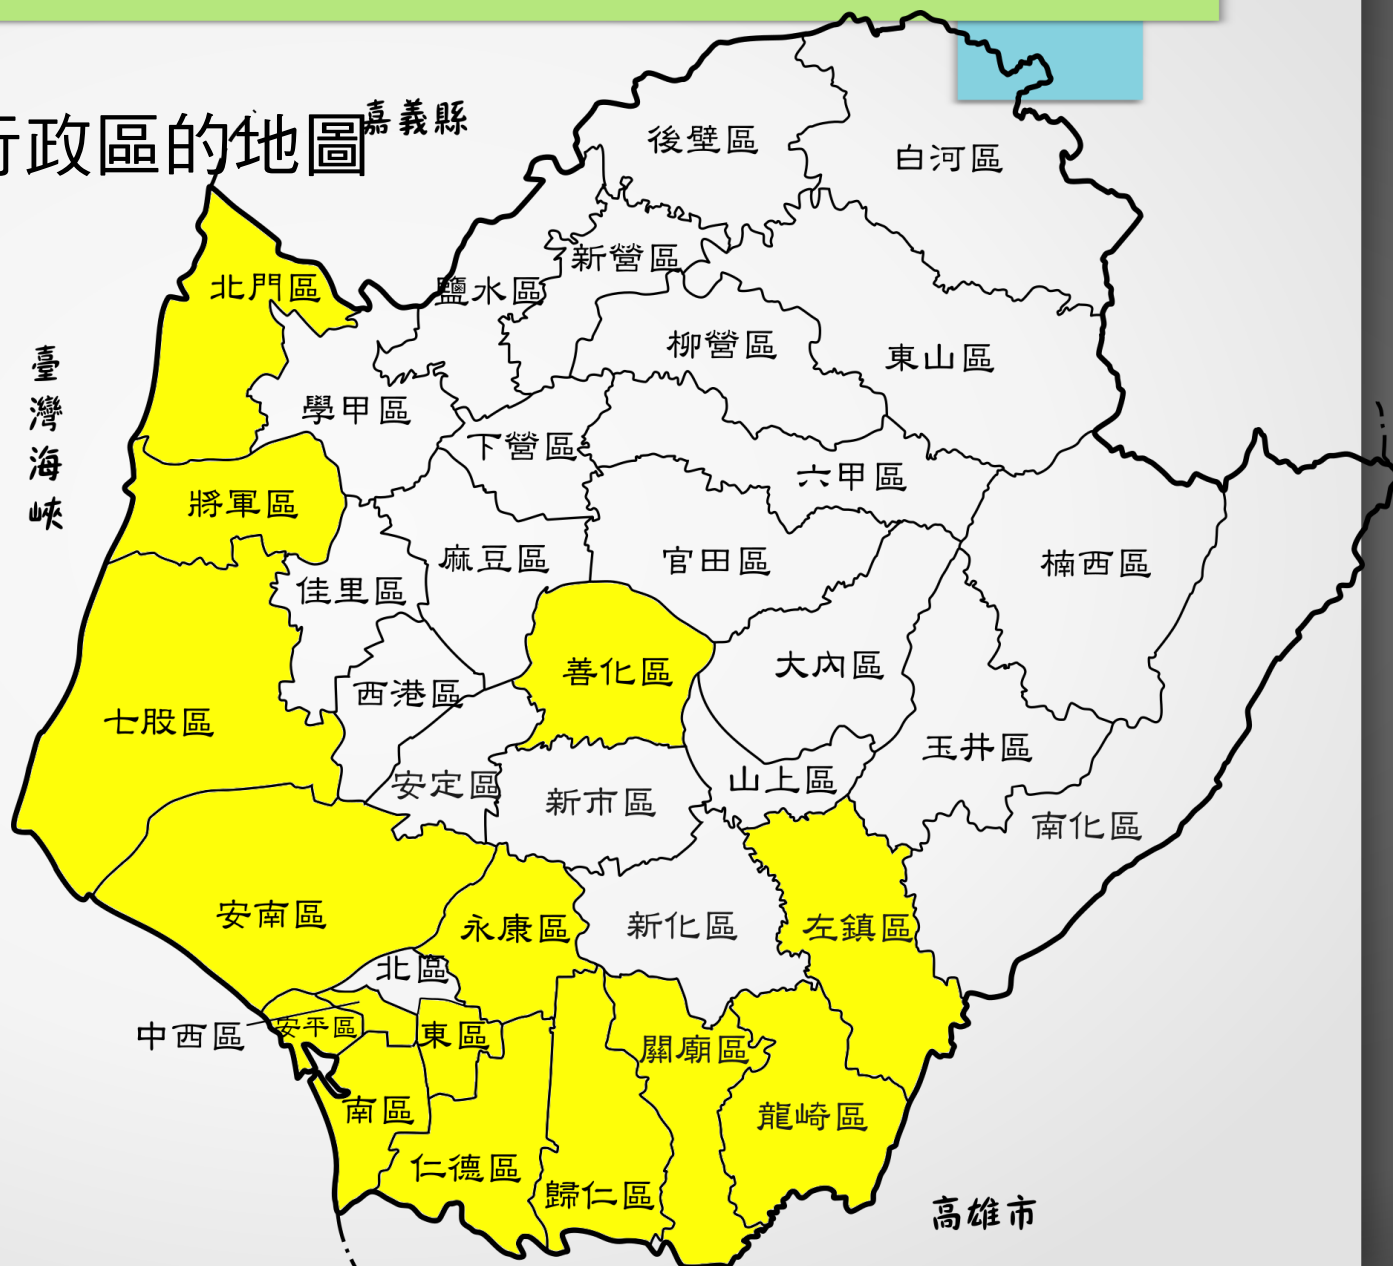 行政區的地圖
嘉義縣
後壁區
白河區
新營區
北門區
鹽水區
柳營區
東山區
臺灣海峽
學甲區
下營區
六甲區
將軍區
麻豆區
官田區
楠西區
佳里區
善化區
大內區
西港區
七股區
玉井區
安定區
新市區
山上區
南化區
安南區
永康區
新化區
左鎮區
北區
中西區
安平區
東區
關廟區
南區
龍崎區
仁德區
歸仁區
高雄市